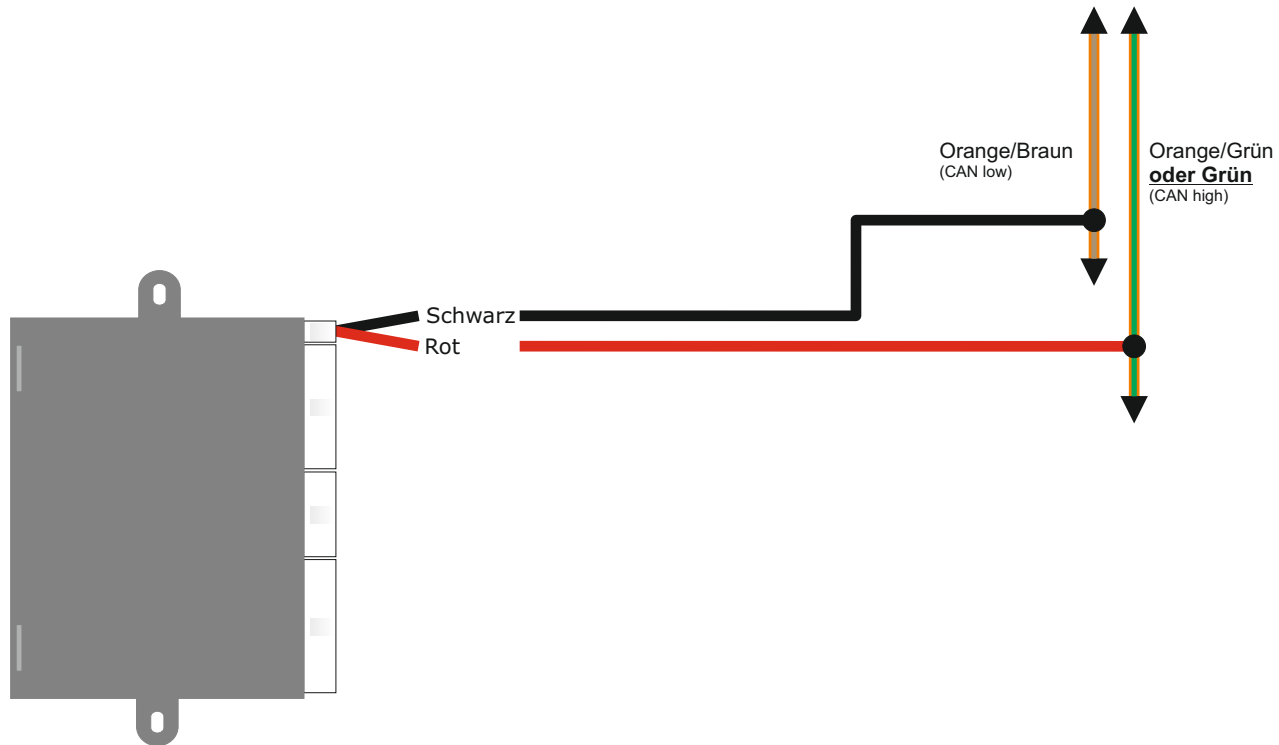 Orange/Braun
(CAN low)
Orange/Grün
oder Grün
(CAN high)
Schwarz
Rot